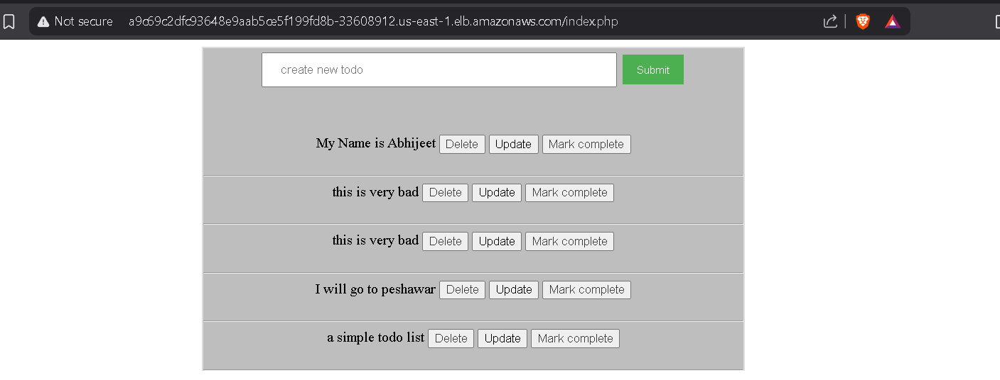 Not secure a9c69c2dfc93648e9aab5ce5f199fd8b-33608912.us-east-1.elb.amazonaws.com/index.php
create new todo Submit
My Name is Abhijeet Delete Update Mark complete
this is very bad Delete Update Mark complete
this is very bad Delete Update Mark complete
I will go to peshawar Delete Update Mark complete
a simple todo list Delete Update Mark complete